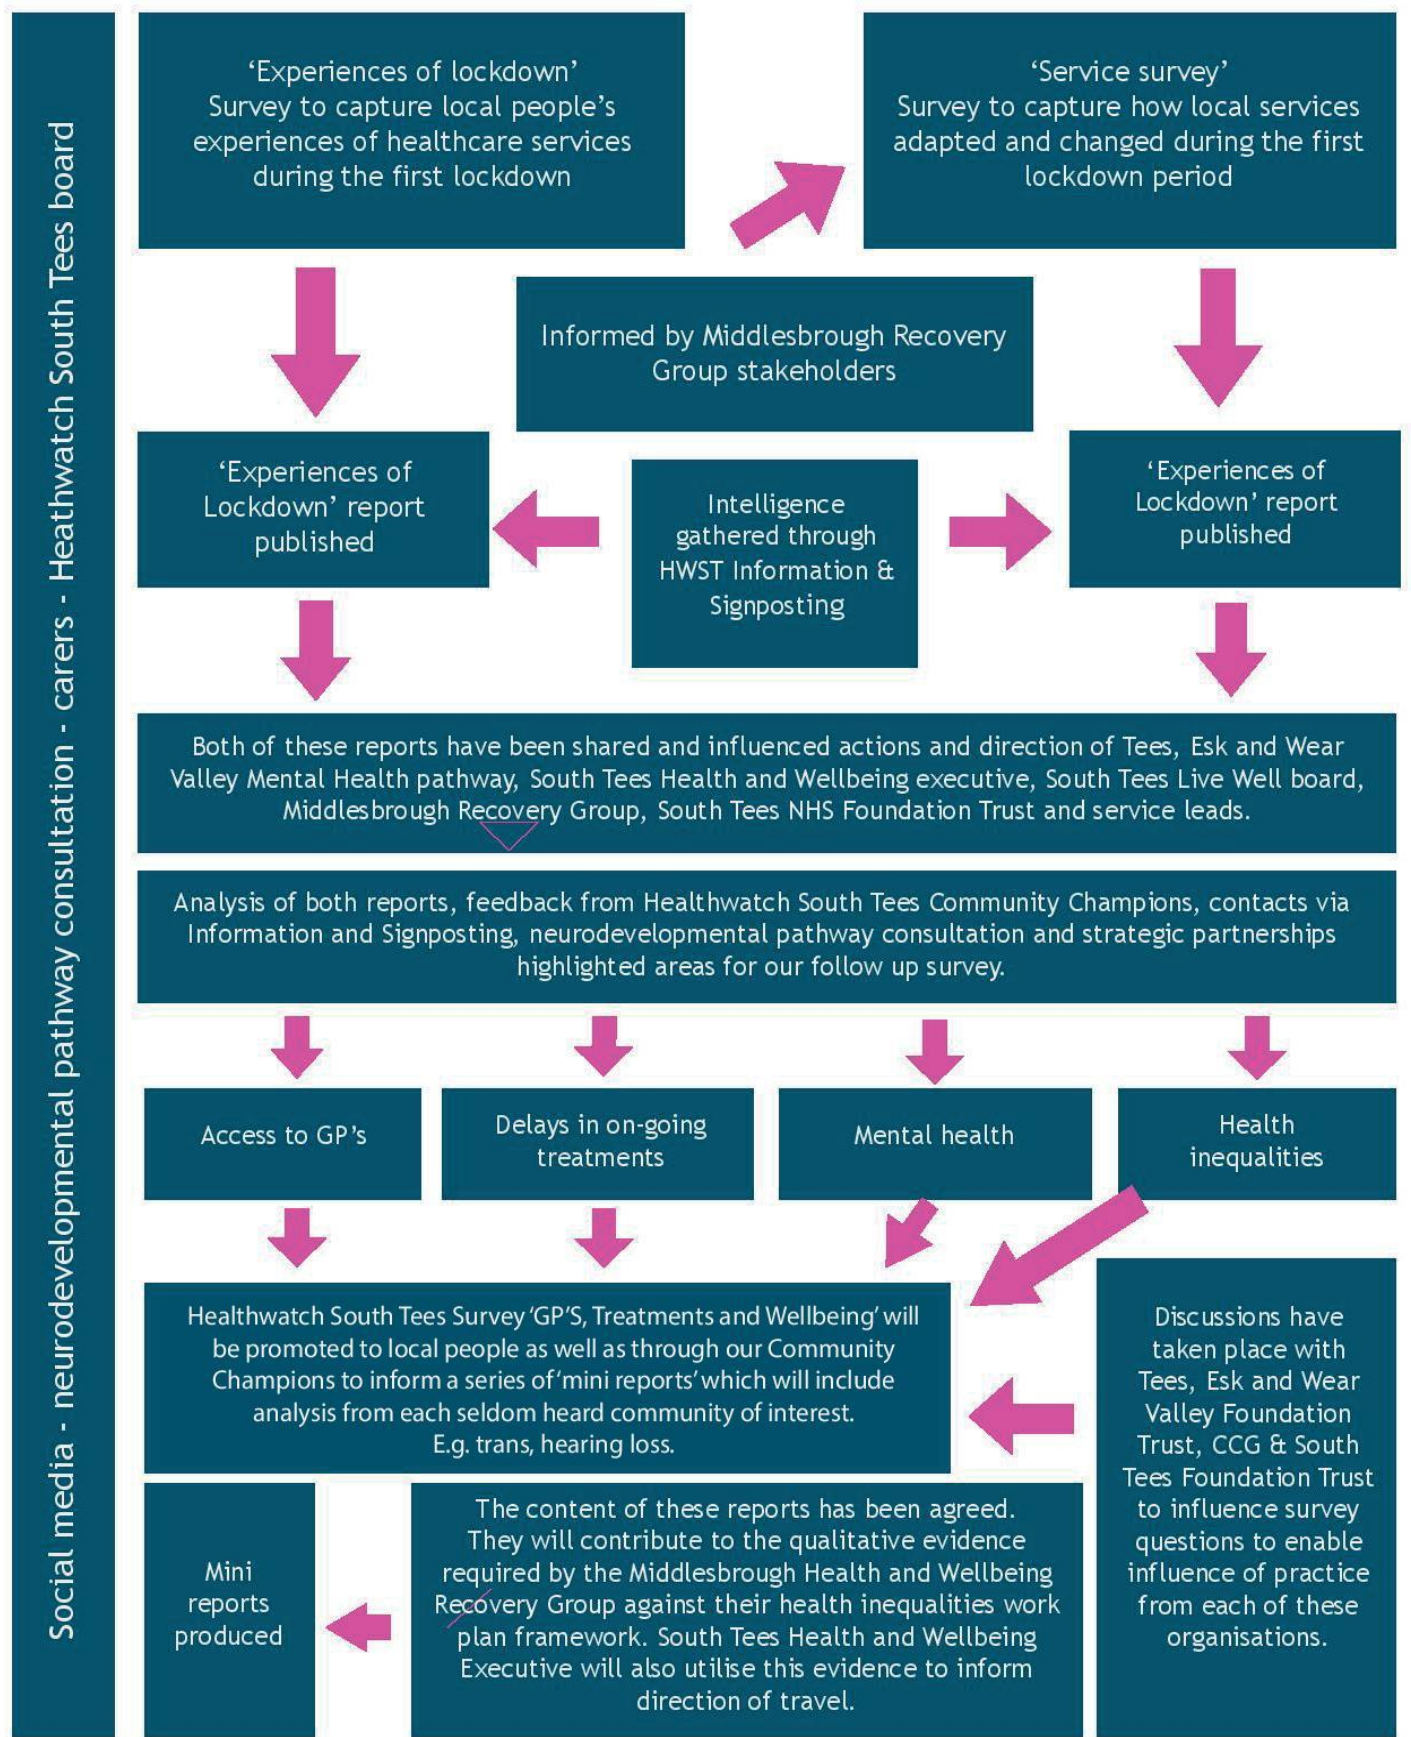 Social media - neurodevelopmental pathway consultation - carers - Heathwatch South Tees board
‘Experiences of lockdown’
Survey to capture local people’s
experiences of healthcare services
during the first lockdown
‘Service survey’
Survey to capture how local services
adapted and changed during the first
lockdown period
Informed by Middlesbrough Recovery
Group stakeholders
‘Experiences of
Lockdown’ report
published
Intelligence
gathered through
HWST Information &
Signposting
‘Experiences of
Lockdown’ report
published
Both of these reports have been shared and influenced actions and direction of Tees, Esk and Wear
Valley Mental Health pathway, South Tees Health and Wellbeing executive, South Tees Live Well board,
Middlesbrough Recovery Group, South Tees NHS Foundation Trust and service leads.
Analysis of both reports, feedback from Healthwatch South Tees Community Champions, contacts via
Information and Signposting, neurodevelopmental pathway consultation and strategic partnerships
highlighted areas for our follow up survey.
Access to GP’s
Delays in on-going
treatments
Mental health
Health
inequalities
Healthwatch South Tees Survey ‘GP’S, Treatments and Wellbeing’ will
be promoted to local people as well as through our Community
Champions to inform a series of ‘mini reports’ which will include
analysis from each seldom heard community of interest.
E.g. trans, hearing loss.
Discussions have
taken place with
Tees, Esk and Wear
Valley Foundation
Trust, CCG & South
Tees Foundation Trust
to influence survey
questions to enable
influence of practice
from each of these
organisations.
Mini
reports
produced
The content of these reports has been agreed.
They will contribute to the qualitative evidence
required by the Middlesbrough Health and Wellbeing
Recovery Group against their health inequalities work
plan framework. South Tees Health and Wellbeing
Executive will also utilise this evidence to inform
direction of travel.